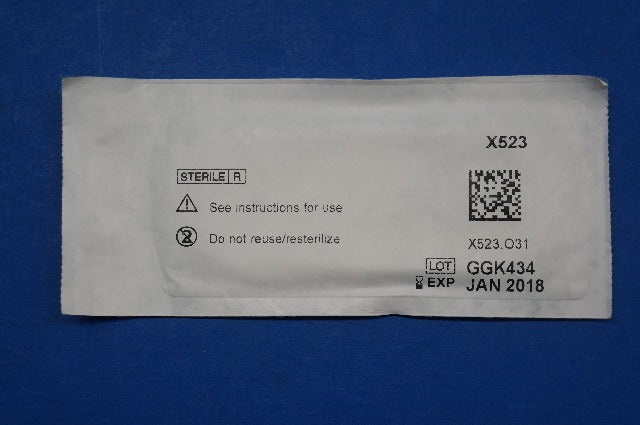 X523
STERILE R
See instructions for use
Do not reuse/resterilize
X523.O31
LOT GGK434
EXP JAN 2018